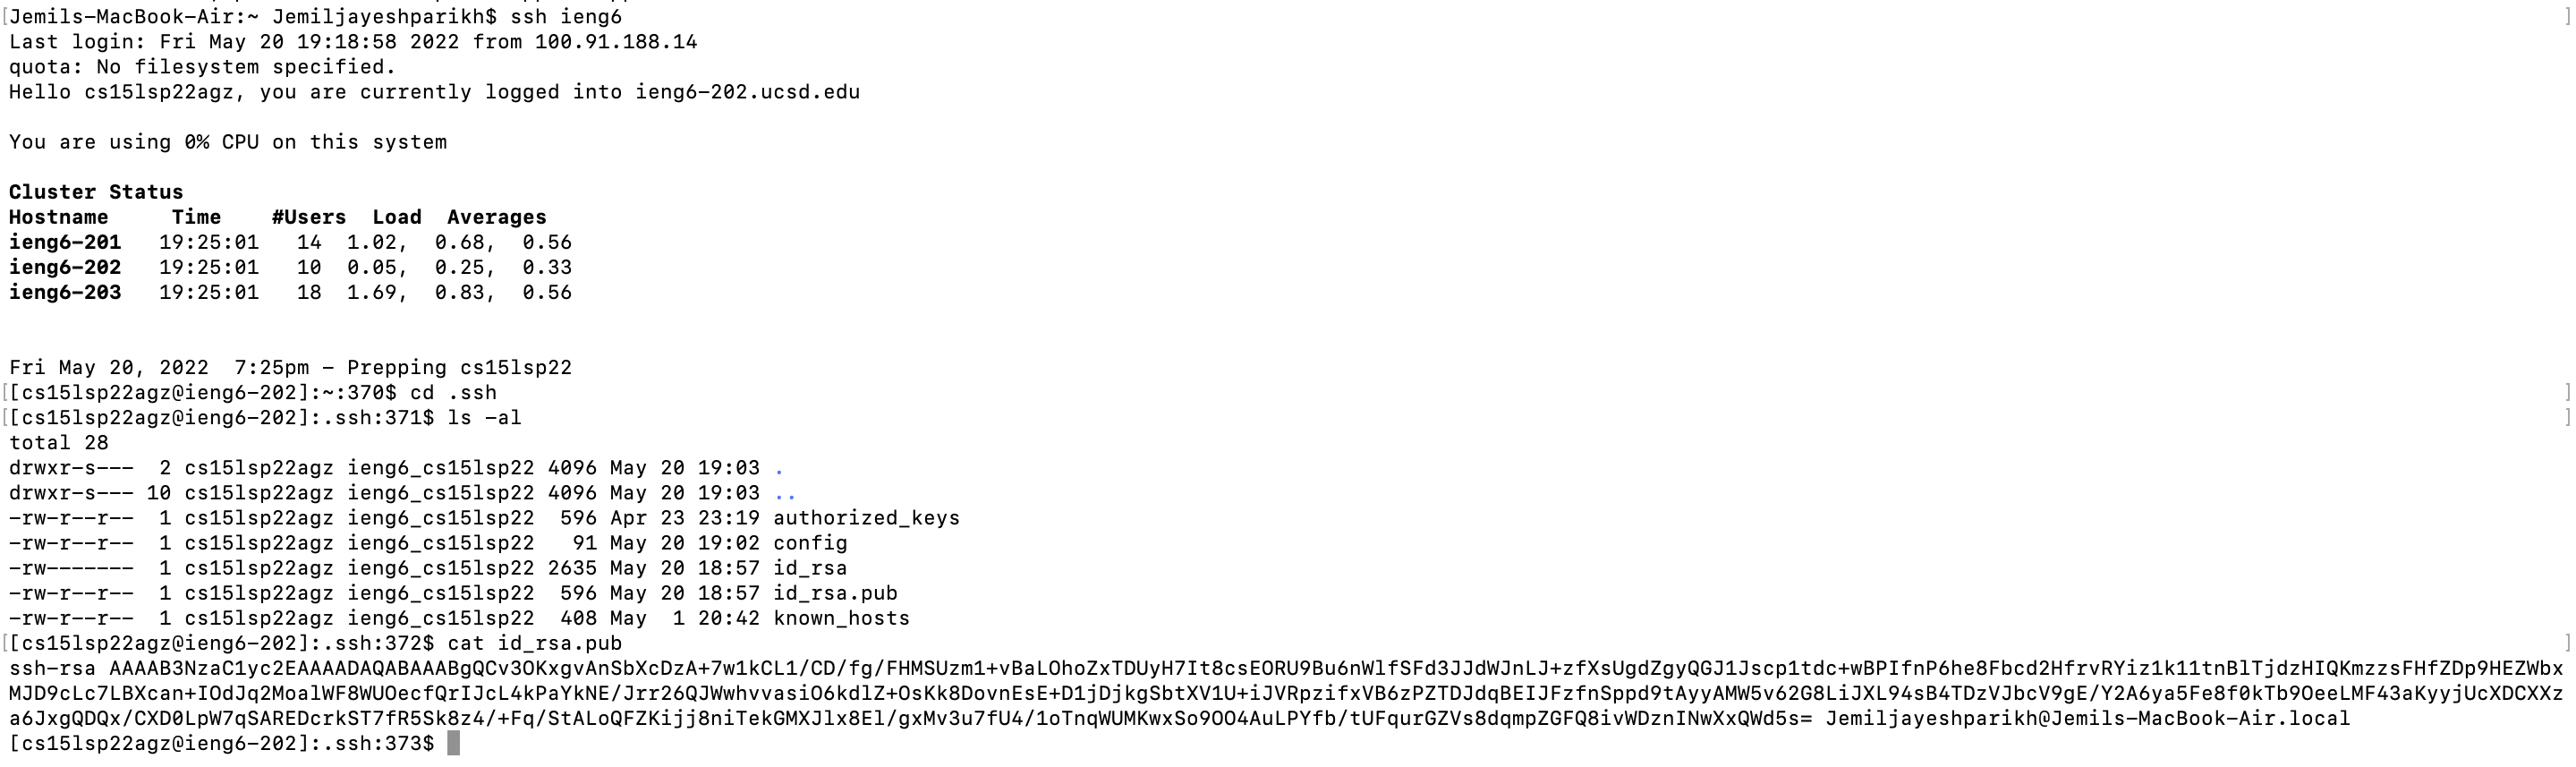 [Jemils-MacBook-Air:~ Jemiljayeshparikh$ ssh ieng6 ]
Last login: Fri May 20 19:18:58 2022 from 100.91.188.14
quota: No filesystem specified.
Hello cs15lsp22agz, you are currently logged into ieng6-202.ucsd.edu
You are using 0% CPU on this system
Cluster Status
Hostname     Time    #Users  Load  Averages
ieng6-201   19:25:01   14  1.02,  0.68,  0.56
ieng6-202   19:25:01   10  0.05,  0.25,  0.33
ieng6-203   19:25:01   18  1.69,  0.83,  0.56
Fri May 20, 2022  7:25pm - Prepping cs15lsp22
[[cs15lsp22agz@ieng6-202]:~:370$ cd .ssh ]
[[cs15lsp22agz@ieng6-202]:.ssh:371$ ls -al ]
total 28
drwxr-s---  2 cs15lsp22agz ieng6_cs15lsp22 4096 May 20 19:03 .
drwxr-s--- 10 cs15lsp22agz ieng6_cs15lsp22 4096 May 20 19:03 ..
-rw-r--r--  1 cs15lsp22agz ieng6_cs15lsp22  596 Apr 23 23:19 authorized_keys
-rw-r--r--  1 cs15lsp22agz ieng6_cs15lsp22   91 May 20 19:02 config
-rw-------  1 cs15lsp22agz ieng6_cs15lsp22 2635 May 20 18:57 id_rsa
-rw-r--r--  1 cs15lsp22agz ieng6_cs15lsp22  596 May 20 18:57 id_rsa.pub
-rw-r--r--  1 cs15lsp22agz ieng6_cs15lsp22  408 May  1 20:42 known_hosts
[[cs15lsp22agz@ieng6-202]:.ssh:372$ cat id_rsa.pub ]
ssh-rsa AAAAB3NzaC1yc2EAAAADAQABAAABgQCv3OKxgvAnSbXcDzA+7w1kCL1/CD/fg/FHMSUzm1+vBaLOhoZxTDUyH7It8csEORU9Bu6nWlfSFd3JJdWJnLJ+zfXsUgdZgyQGJ1Jscp1tdc+wBPIfnP6he8Fbcd2HfrvRYiz1k11tnBlTjdzHIQKmzzsFHfZDp9HEZWbx
MJD9cLc7LBXcan+IOdJq2MoalWF8WUOecfQrIJcL4kPaYkNE/Jrr26QJWwhvvasiO6kdlZ+OsKk8DovnEsE+D1jDjkgSbtXV1U+iJVRpzifxVB6zPZTDJdqBEIJFzfnSppd9tAyyAMW5v62G8LiJXL94sB4TDzVJbcV9gE/Y2A6ya5Fe8f0kTb9OeeLMF43aKyyjUcXDCXXz
a6JxgQDQx/CXD0LpW7qSAREDcrkST7fR5Sk8z4/+Fq/StALoQFZKijj8niTekGMXJlx8El/gxMv3u7fU4/1oTnqWUMKwxSo9OO4AuLPYfb/tUFqurGZVs8dqmpZGFQ8ivWDznINwXxQWd5s= Jemiljayeshparikh@Jemils-MacBook-Air.local
[cs15lsp22agz@ieng6-202]:.ssh:373$